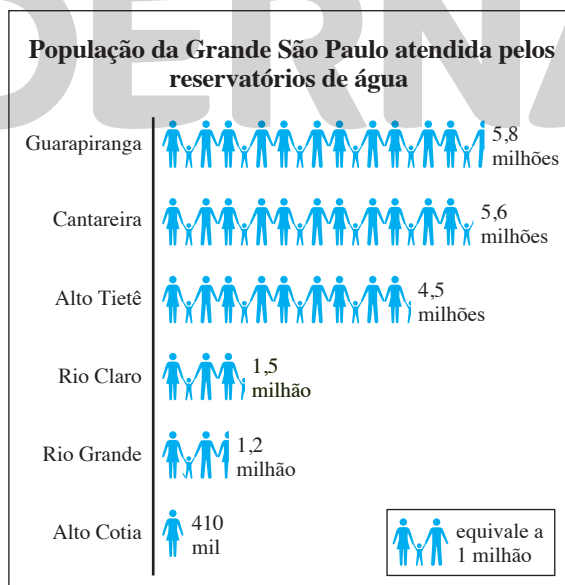 DERNA
População da Grande São Paulo atendida pelos
reservatórios de água
Guarapiranga
5,8
milhões
Cantareira
5,6
milhões
Alto Tietê
4,5
milhões
Rio Claro
1,5
milhão
Rio Grande
1,2
milhão
Alto Cotia
410
mil
equivale a
1 milhão